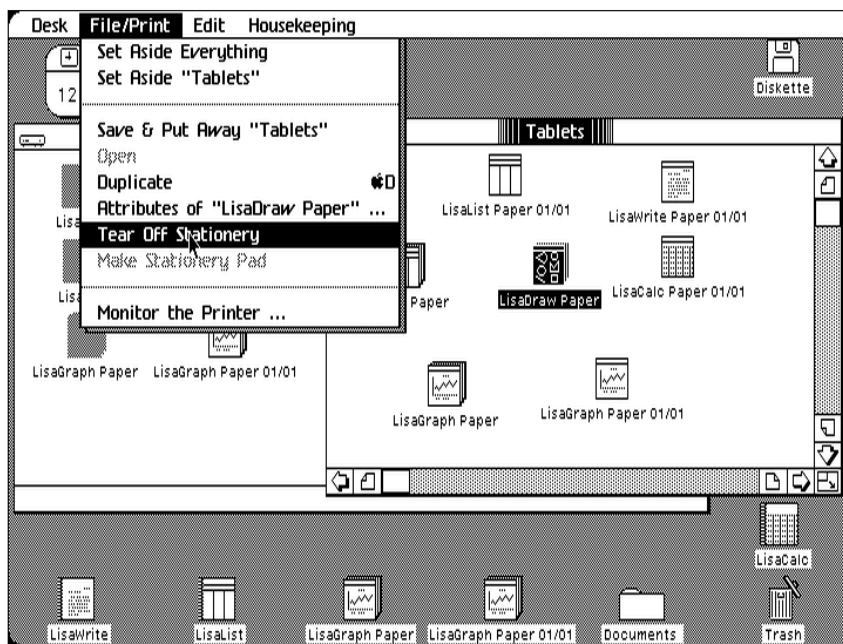 Desk File/Print Edit Housekeeping
Set Aside Everything
Set Aside "Tablets"
Save & Put Away "Tablets"
Open
Duplicate D
Attributes of "LisaDraw Paper" ...
Tear Off Stationery
Make Stationery Pad
Monitor the Printer ...
12
Diskette
Tablets
LisaList Paper 01/01
LisaWrite Paper 01/01
Paper
LisaDraw Paper
LisaCalc Paper 01/01
LisaGraph Paper
LisaGraph Paper 01/01
Lisa
Lis
LisaGraph Paper
LisaGraph Paper 01/01
LisaCalc
LisaWrite
LisaList
LisaGraph Paper
LisaGraph Paper 01/01
Documents
Trash